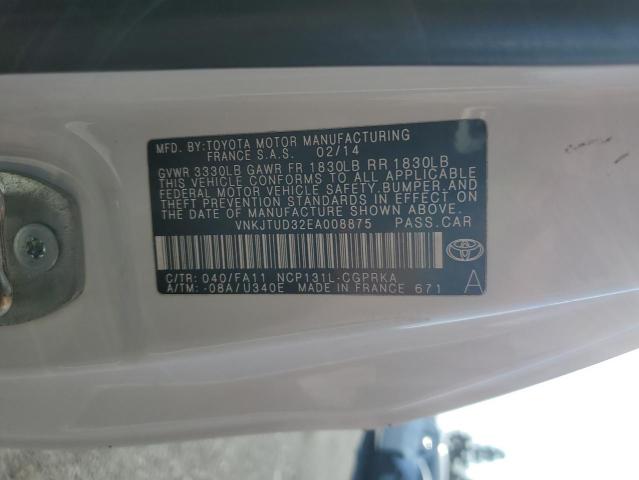 MFD. BY:TOYOTA MOTOR MANUFACTURING
FRANCE S.A.S. 02/14
GVWR 3330LB GAWR FR 1830LB RR 1830LB
THIS VEHICLE CONFORMS TO ALL APPLICABLE
FEDERAL MOTOR VEHICLE SAFETY, BUMPER, AND
THEFT PREVENTION STANDARDS IN EFFECT ON
THE DATE OF MANUFACTURE SHOWN ABOVE.
VNKJTUD32EA008875 PASS.CAR
C/TR: 040/FA11 NCP131L-CGPRKA
A/TM: -08A/U340E MADE IN FRANCE 671 A